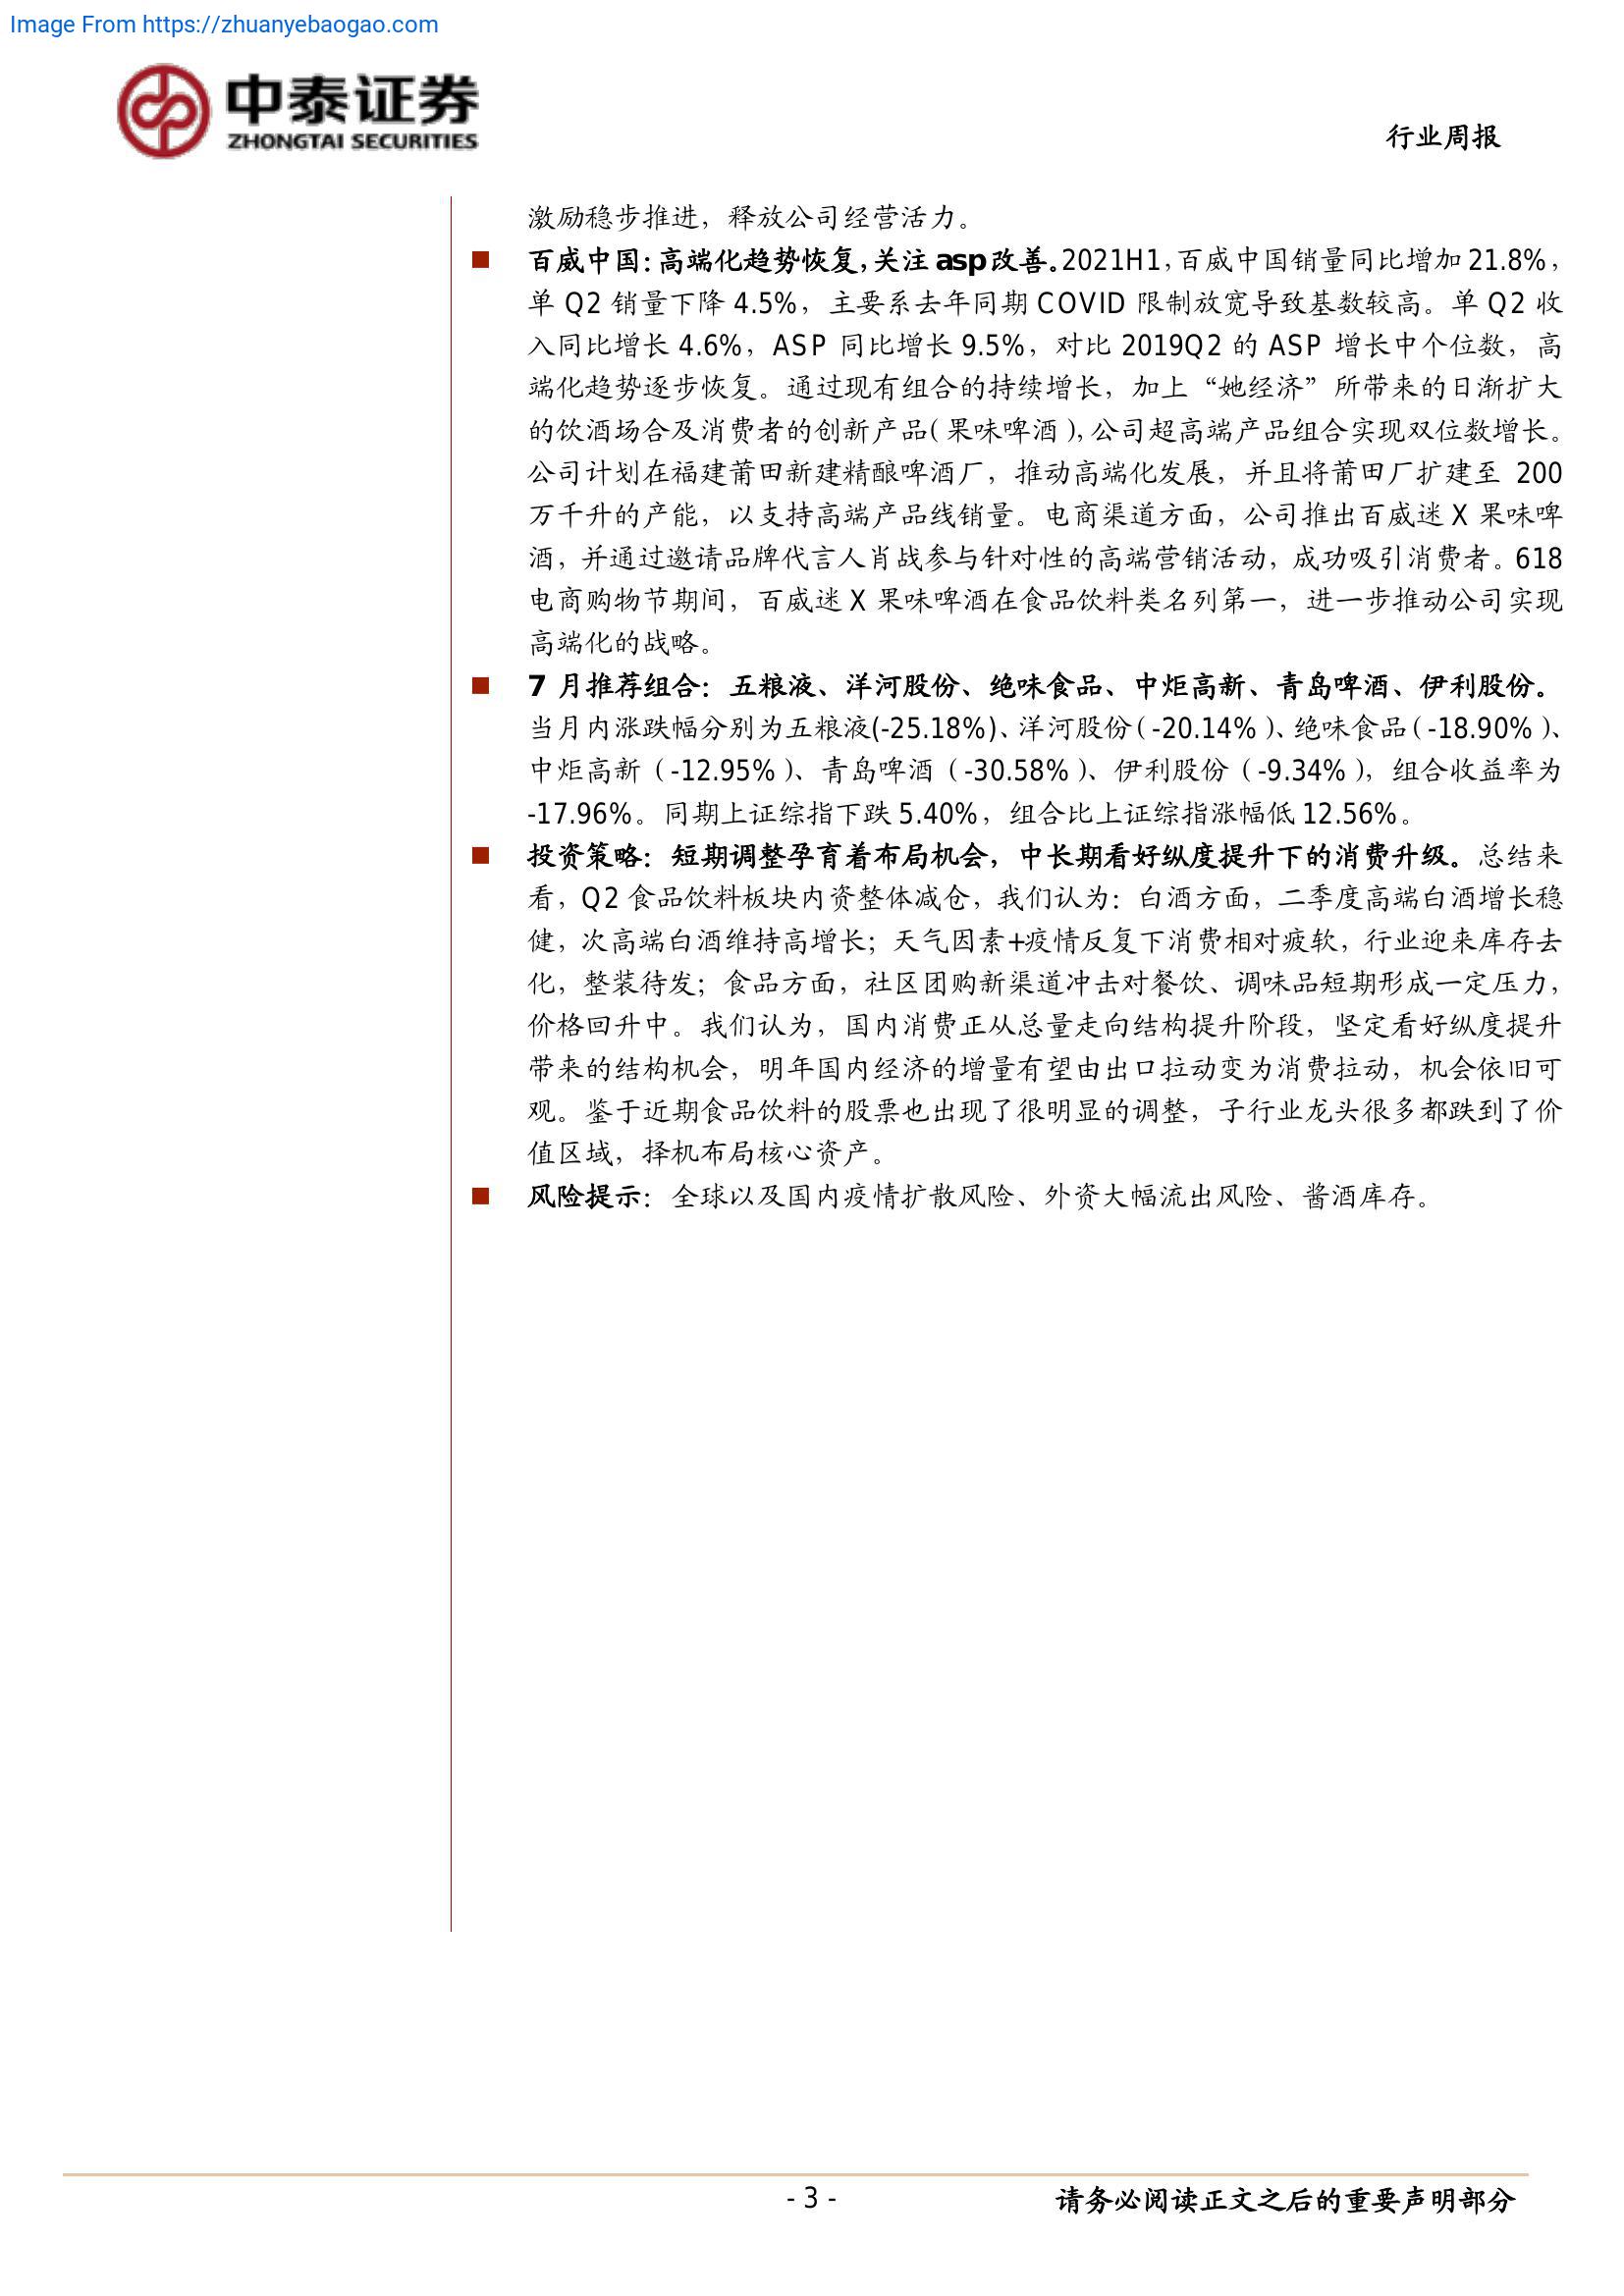 Image From https://zhuanyebaogao.com
中泰证券
ZHONGTAI SECURITIES
行业周报
激励稳步推进，释放公司经营活力。
■ 百威中国：高端化趋势恢复，关注 asp 改善。2021H1，百威中国销量同比增加 21.8%，
单 Q2 销量下降 4.5%，主要系去年同期 COVID 限制放宽导致基数较高。单 Q2 收
入同比增长 4.6%，ASP 同比增长 9.5%，对比 2019Q2 的 ASP 增长中个位数，高
端化趋势逐步恢复。通过现有组合的持续增长，加上“她经济”所带来的日渐扩大
的饮酒场合及消费者的创新产品（果味啤酒），公司超高端产品组合实现双位数增长。
公司计划在福建莆田新建精酿啤酒厂，推动高端化发展，并且将莆田厂扩建至 200
万千升的产能，以支持高端产品线销量。电商渠道方面，公司推出百威迷 X 果味啤
酒，并通过邀请品牌代言人肖战参与针对性的高端营销活动，成功吸引消费者。618
电商购物节期间，百威迷 X 果味啤酒在食品饮料类名列第一，进一步推动公司实现
高端化的战略。
■ 7 月推荐组合：五粮液、洋河股份、绝味食品、中炬高新、青岛啤酒、伊利股份。
当月内涨跌幅分别为五粮液(-25.18%)、洋河股份（-20.14%）、绝味食品（-18.90%）、
中炬高新（-12.95%）、青岛啤酒（-30.58%）、伊利股份（-9.34%），组合收益率为
-17.96%。同期上证综指下跌 5.40%，组合比上证综指涨幅低 12.56%。
■ 投资策略：短期调整孕育着布局机会，中长期看好纵度提升下的消费升级。总结来
看，Q2 食品饮料板块内资整体减仓，我们认为：白酒方面，二季度高端白酒增长稳
健，次高端白酒维持高增长；天气因素+疫情反复下消费相对疲软，行业迎来库存去
化，整装待发；食品方面，社区团购新渠道冲击对餐饮、调味品短期形成一定压力，
价格回升中。我们认为，国内消费正从总量走向结构提升阶段，坚定看好纵度提升
带来的结构机会，明年国内经济的增量有望由出口拉动变为消费拉动，机会依旧可
观。鉴于近期食品饮料的股票也出现了很明显的调整，子行业龙头很多都跌到了价
值区域，择机布局核心资产。
■ 风险提示：全球以及国内疫情扩散风险、外资大幅流出风险、酱酒库存。
- 3 -
请务必阅读正文之后的重要声明部分